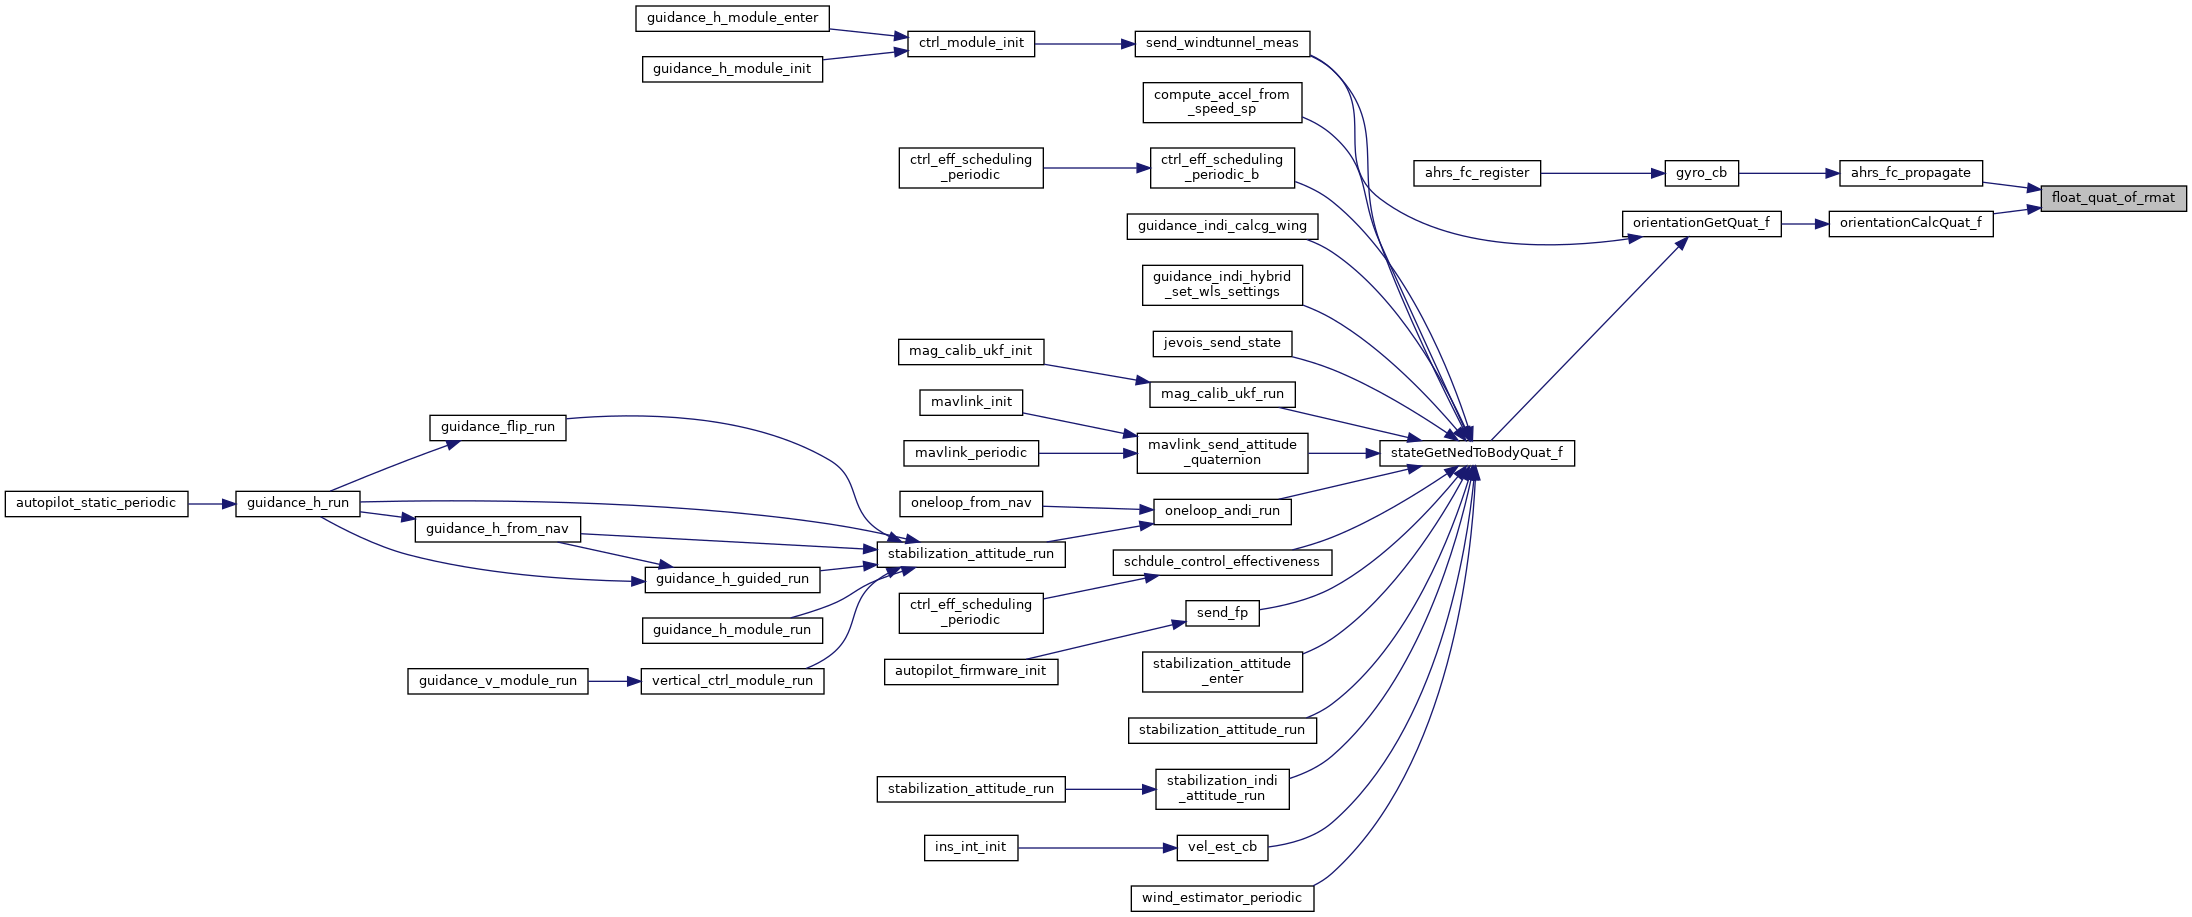 guidance_h_module_enter
guidance_h_module_init
ctrl_module_init
send_windtunnel_meas
compute_accel_from
_speed_sp
ctrl_eff_scheduling
_periodic
ctrl_eff_scheduling
_periodic_b
guidance_indi_calcg_wing
guidance_indi_hybrid
_set_wls_settings
jevois_send_state
mag_calib_ukf_init
mag_calib_ukf_run
mavlink_init
mavlink_periodic
mavlink_send_attitude
_quaternion
oneloop_from_nav
oneloop_andi_run
guidance_flip_run
autopilot_static_periodic
guidance_h_run
guidance_h_from_nav
stabilization_attitude_run
guidance_h_guided_run
guidance_h_module_run
guidance_v_module_run
vertical_ctrl_module_run
schdule_control_effectiveness
ctrl_eff_scheduling
_periodic
send_fp
autopilot_firmware_init
stabilization_attitude
_enter
stabilization_attitude_run
stabilization_attitude_run
stabilization_indi
_attitude_run
ins_int_init
vel_est_cb
wind_estimator_periodic
stateGetNedToBodyQuat_f
ahrs_fc_register
gyro_cb
ahrs_fc_propagate
orientationGetQuat_f
orientationCalcQuat_f
float_quat_of_rmat